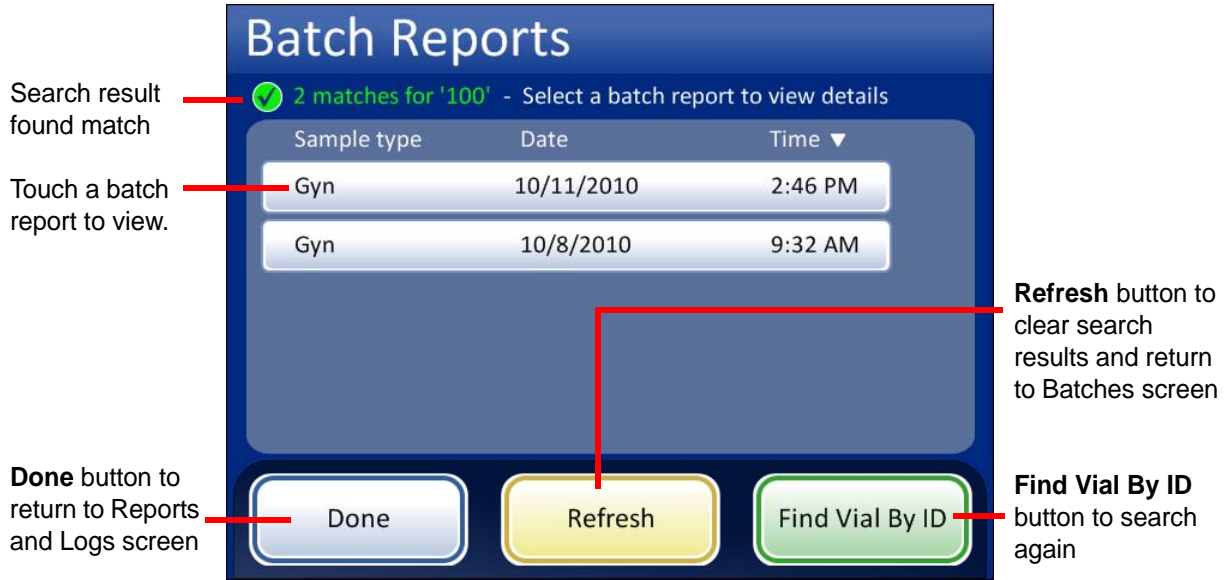 Batch Reports
Search result
found match
2 matches for '100' - Select a batch report to view details
Sample type Date Time ▼
Touch a batch
report to view.
Gyn 10/11/2010 2:46 PM
Gyn 10/8/2010 9:32 AM
Refresh button to
clear search
results and return
to Batches screen
Done button to
return to Reports
and Logs screen
Done
Refresh
Find Vial By ID
Find Vial By ID
button to search
again